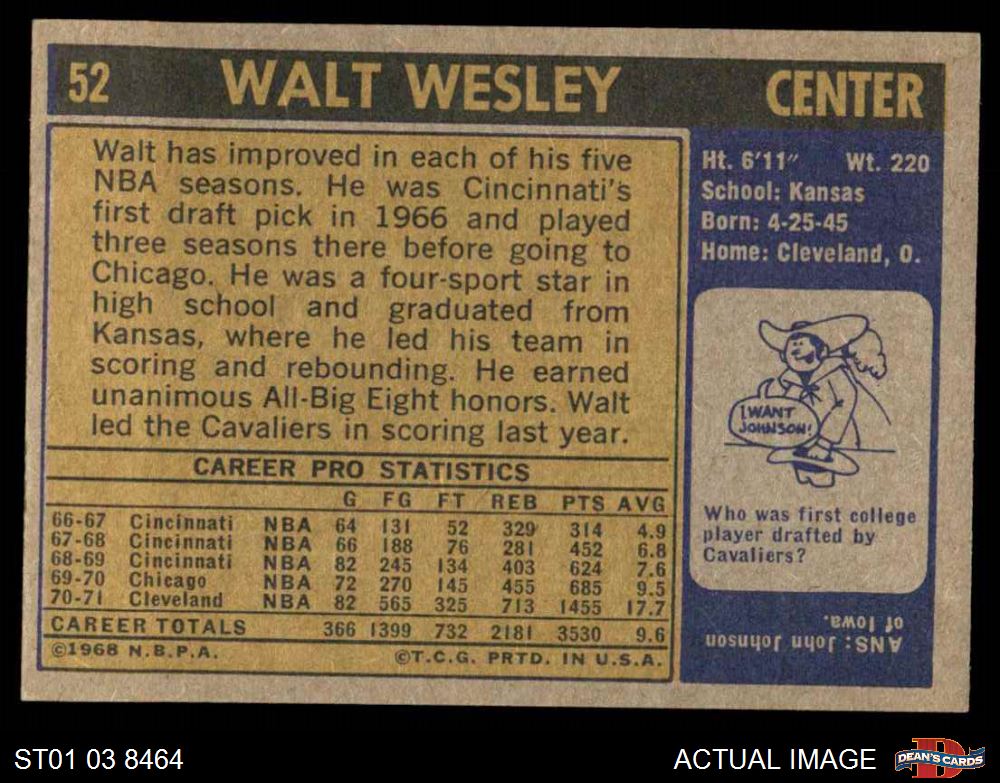 52 WALT WESLEY CENTER
Walt has improved in each of his five
NBA seasons. He was Cincinnati's
first draft pick in 1966 and played
three seasons there before going to
Chicago. He was a four-sport star in
high school and graduated from
Kansas, where he led his team in
scoring and rebounding. He earned
unanimous All-Big Eight honors. Walt
led the Cavaliers in scoring last year.
CAREER PRO STATISTICS
G FG FT REB PTS AVG
66-67 Cincinnati NBA 64 131 52 329 314 4.9
67-68 Cincinnati NBA 66 188 76 281 452 6.8
68-69 Cincinnati NBA 82 245 134 403 624 7.6
69-70 Chicago NBA 72 270 145 455 685 9.5
70-71 Cleveland NBA 82 565 325 713 1455 17.7
CAREER TOTALS 366 1399 732 2181 3530 9.6
©1968 N.B.P.A. ©T.C.G. PRTD. IN U.S.A.
Ht. 6'11" Wt. 220
School: Kansas
Born: 4-25-45
Home: Cleveland, O.
I WANT
JOHNSON!
Who was first college
player drafted by
Cavaliers?
ANS: John Johnson
of Iowa.
ST01 03 8464 ACTUAL IMAGE
D
DEAN'S CARDS